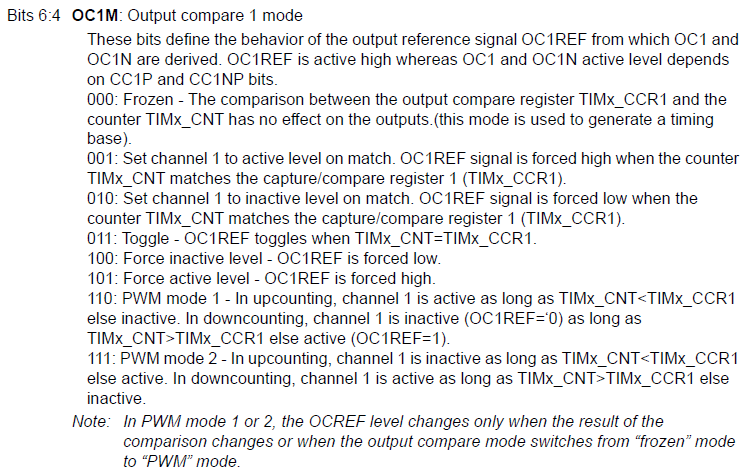 Bits 6:4 OC1M: Output compare 1 mode
These bits define the behavior of the output reference signal OC1REF from which OC1 and
OC1N are derived. OC1REF is active high whereas OC1 and OC1N active level depends
on CC1P and CC1NP bits.
000: Frozen - The comparison between the output compare register TIMx_CCR1 and the
counter TIMx_CNT has no effect on the outputs.(this mode is used to generate a timing
base).
001: Set channel 1 to active level on match. OC1REF signal is forced high when the counter
TIMx_CNT matches the capture/compare register 1 (TIMx_CCR1).
010: Set channel 1 to inactive level on match. OC1REF signal is forced low when the
counter TIMx_CNT matches the capture/compare register 1 (TIMx_CCR1).
011: Toggle - OC1REF toggles when TIMx_CNT=TIMx_CCR1.
100: Force inactive level - OC1REF is forced low.
101: Force active level - OC1REF is forced high.
110: PWM mode 1 - In upcounting, channel 1 is active as long as TIMx_CNT<TIMx_CCR1
else inactive. In downcounting, channel 1 is inactive (OC1REF=‘0) as long as
TIMx_CNT>TIMx_CCR1 else active (OC1REF=1).
111: PWM mode 2 - In upcounting, channel 1 is inactive as long as TIMx_CNT<TIMx_CCR1
else active. In downcounting, channel 1 is active as long as TIMx_CNT>TIMx_CCR1 else
inactive.
Note: In PWM mode 1 or 2, the OCREF level changes only when the result of the
comparison changes or when the output compare mode switches from “frozen” mode
to “PWM” mode.